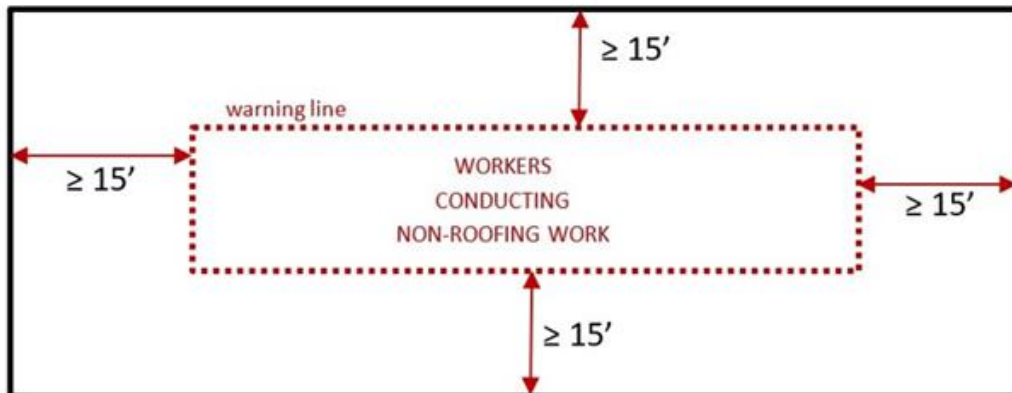 ≥ 15’
warning line
≥ 15’
WORKERS
CONDUCTING
NON-ROOFING WORK
≥ 15’
≥ 15’